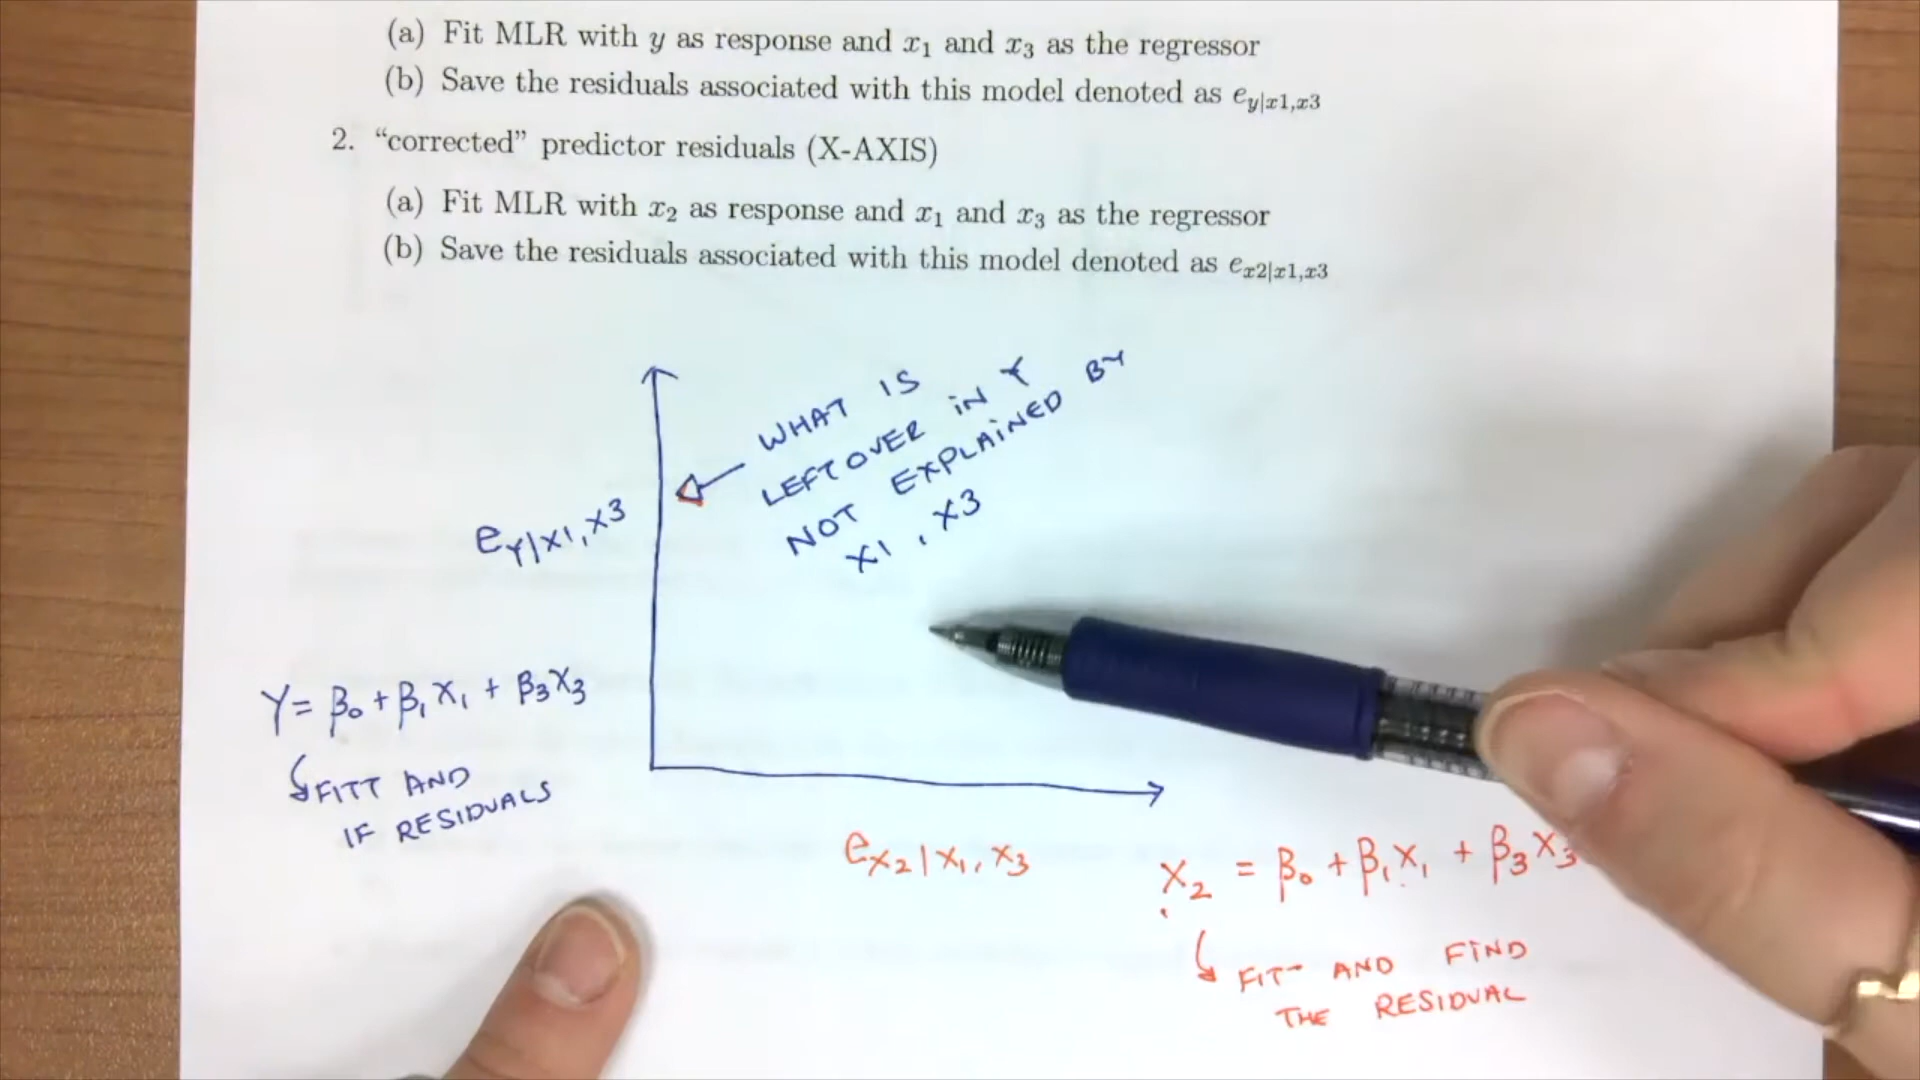 (a) Fit MLR with y as response and x1 and x3 as the regressor
(b) Save the residuals associated with this model denoted as ey|x1,x3
2. “corrected” predictor residuals (X-AXIS)
(a) Fit MLR with x2 as response and x1 and x3 as the regressor
(b) Save the residuals associated with this model denoted as ex2|x1,x3
WHAT IS
LEFTOVER IN Y
NOT EXPLAINED BY
X1, X3
eY|X1,X3
Y = β0 + β1X1 + β3X3
FITT AND
IF RESIDUALS
eX2|X1,X3
X2 = β0 + β1X1 + β3X3
FIT AND FIND
THE RESIDUAL